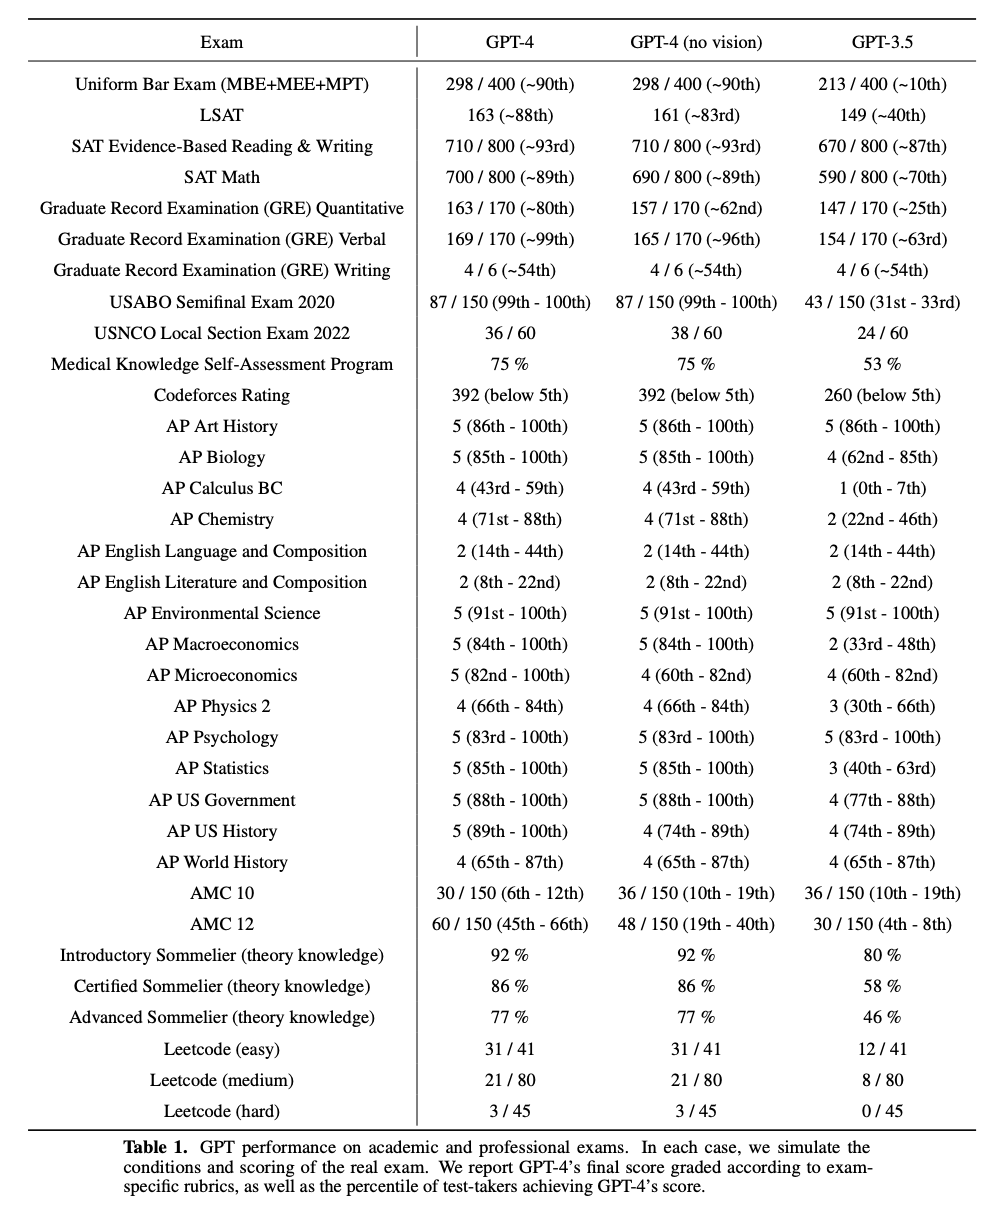 Exam GPT-4 GPT-4 (no vision) GPT-3.5
Uniform Bar Exam (MBE+MEE+MPT) 298 / 400 (~90th) 298 / 400 (~90th) 213 / 400 (~10th)
LSAT 163 (~88th) 161 (~83rd) 149 (~40th)
SAT Evidence-Based Reading & Writing 710 / 800 (~93rd) 710 / 800 (~93rd) 670 / 800 (~87th)
SAT Math 700 / 800 (~89th) 690 / 800 (~89th) 590 / 800 (~70th)
Graduate Record Examination (GRE) Quantitative 163 / 170 (~80th) 157 / 170 (~62nd) 147 / 170 (~25th)
Graduate Record Examination (GRE) Verbal 169 / 170 (~99th) 165 / 170 (~96th) 154 / 170 (~63rd)
Graduate Record Examination (GRE) Writing 4 / 6 (~54th) 4 / 6 (~54th) 4 / 6 (~54th)
USABO Semifinal Exam 2020 87 / 150 (99th - 100th) 87 / 150 (99th - 100th) 43 / 150 (31st - 33rd)
USNCO Local Section Exam 2022 36 / 60 38 / 60 24 / 60
Medical Knowledge Self-Assessment Program 75 % 75 % 53 %
Codeforces Rating 392 (below 5th) 392 (below 5th) 260 (below 5th)
AP Art History 5 (86th - 100th) 5 (86th - 100th) 5 (86th - 100th)
AP Biology 5 (85th - 100th) 5 (85th - 100th) 4 (62nd - 85th)
AP Calculus BC 4 (43rd - 59th) 4 (43rd - 59th) 1 (0th - 7th)
AP Chemistry 4 (71st - 88th) 4 (71st - 88th) 2 (22nd - 46th)
AP English Language and Composition 2 (14th - 44th) 2 (14th - 44th) 2 (14th - 44th)
AP English Literature and Composition 2 (8th - 22nd) 2 (8th - 22nd) 2 (8th - 22nd)
AP Environmental Science 5 (91st - 100th) 5 (91st - 100th) 5 (91st - 100th)
AP Macroeconomics 5 (84th - 100th) 5 (84th - 100th) 2 (33rd - 48th)
AP Microeconomics 5 (82nd - 100th) 4 (60th - 82nd) 4 (60th - 82nd)
AP Physics 2 4 (66th - 84th) 4 (66th - 84th) 3 (30th - 66th)
AP Psychology 5 (83rd - 100th) 5 (83rd - 100th) 5 (83rd - 100th)
AP Statistics 5 (85th - 100th) 5 (85th - 100th) 3 (40th - 63rd)
AP US Government 5 (88th - 100th) 5 (88th - 100th) 4 (77th - 88th)
AP US History 5 (89th - 100th) 4 (74th - 89th) 4 (74th - 89th)
AP World History 4 (65th - 87th) 4 (65th - 87th) 4 (65th - 87th)
AMC 10 30 / 150 (6th - 12th) 36 / 150 (10th - 19th) 36 / 150 (10th - 19th)
AMC 12 60 / 150 (45th - 66th) 48 / 150 (19th - 40th) 30 / 150 (4th - 8th)
Introductory Sommelier (theory knowledge) 92 % 92 % 80 %
Certified Sommelier (theory knowledge) 86 % 86 % 58 %
Advanced Sommelier (theory knowledge) 77 % 77 % 46 %
Leetcode (easy) 31 / 41 31 / 41 12 / 41
Leetcode (medium) 21 / 80 21 / 80 8 / 80
Leetcode (hard) 3 / 45 3 / 45 0 / 45
Table 1. GPT performance on academic and professional exams. In each case, we simulate the
conditions and scoring of the real exam. We report GPT-4's final score graded according to exam-
specific rubrics, as well as the percentile of test-takers achieving GPT-4's score.